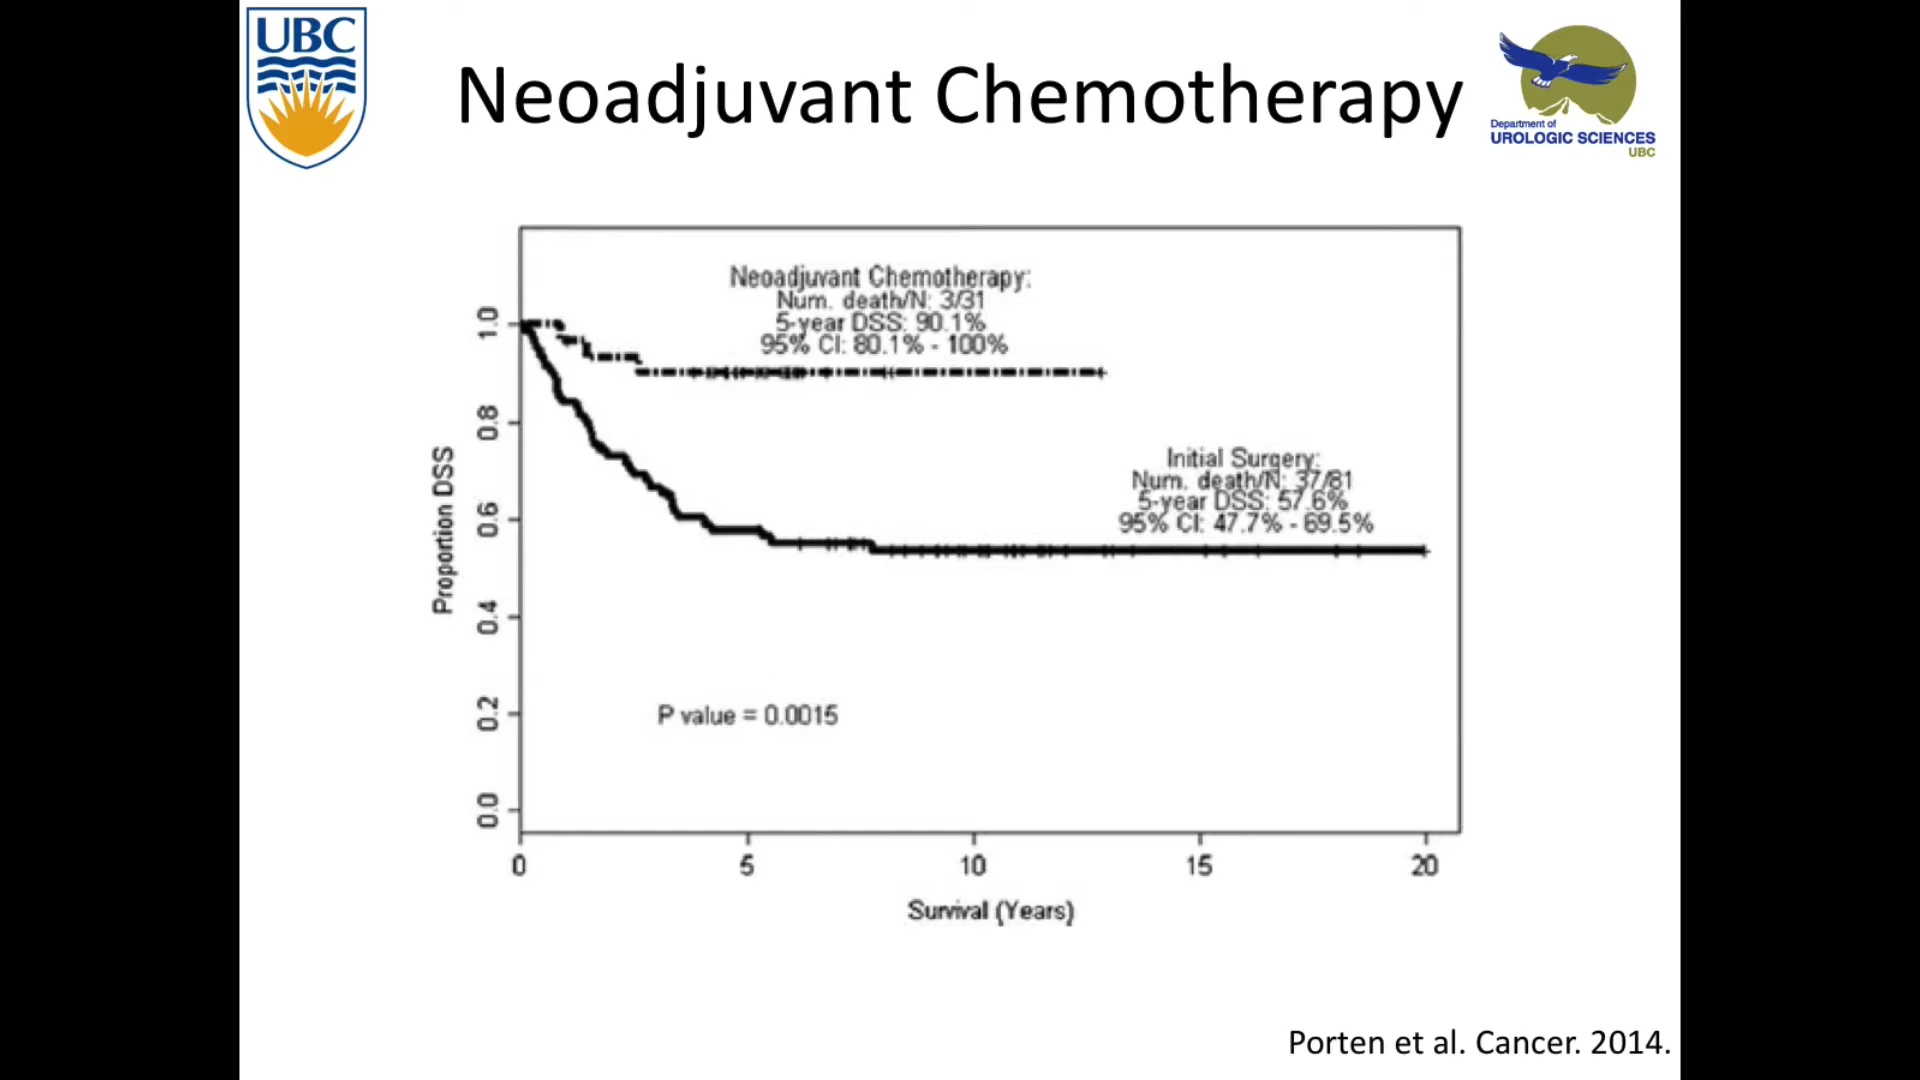 UBC
Neoadjuvant Chemotherapy
Department of
UROLOGIC SCIENCES
UBC
Neoadjuvant Chemotherapy:
Num. death/N: 3/31
5-year DSS: 90.1%
95% CI: 80.1% - 100%
Initial Surgery:
Num. death/N: 37/81
5-year DSS: 57.6%
95% CI: 47.7% - 69.5%
P value = 0.0015
Proportion DSS
1.0
0.8
0.6
0.4
0.2
0.0
0 5 10 15 20
Survival (Years)
Porten et al. Cancer. 2014.